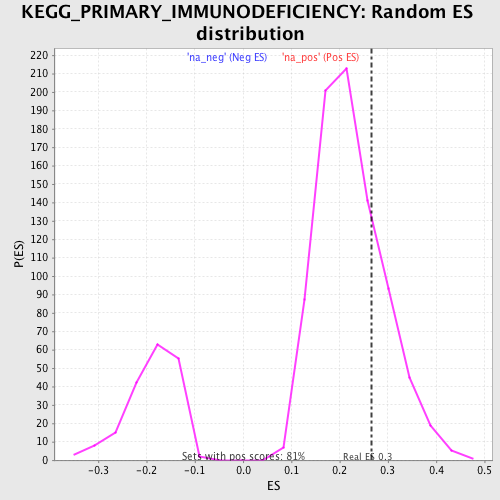 KEGG_PRIMARY_IMMUNODEFICIENCY: Random ES
distribution
'na_neg' (Neg ES) 'na_pos' (Pos ES)
220
210
200
190
180
170
160
150
140
130
120
110
100
90
80
70
60
50
40
30
20
10
0
P(ES)
Sets with pos scores: 81%
Real ES 0.3
-0.3 -0.2 -0.1 0.0 0.1 0.2 0.3 0.4 0.5
ES